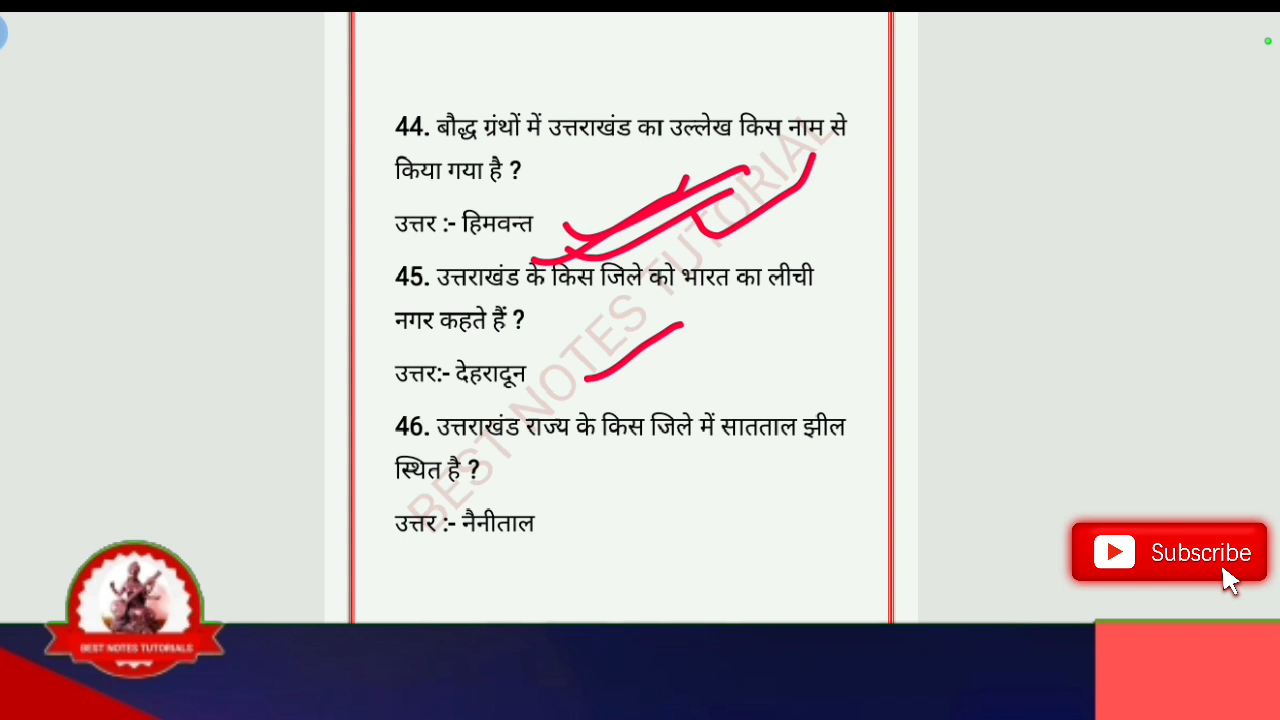 44. बौद्ध ग्रंथों में उत्तराखंड का उल्लेख किस नाम से
किया गया है ?
उत्तर :- हिमवन्त
45. उत्तराखंड के किस जिले को भारत का लीची
नगर कहते हैं ?
उत्तर:- देहरादून
46. उत्तराखंड राज्य के किस जिले में सातताल झील
स्थित है ?
उत्तर :- नैनीताल
BEST NOTES TUTORIAL
Subscribe
BEST NOTES TUTORIALS